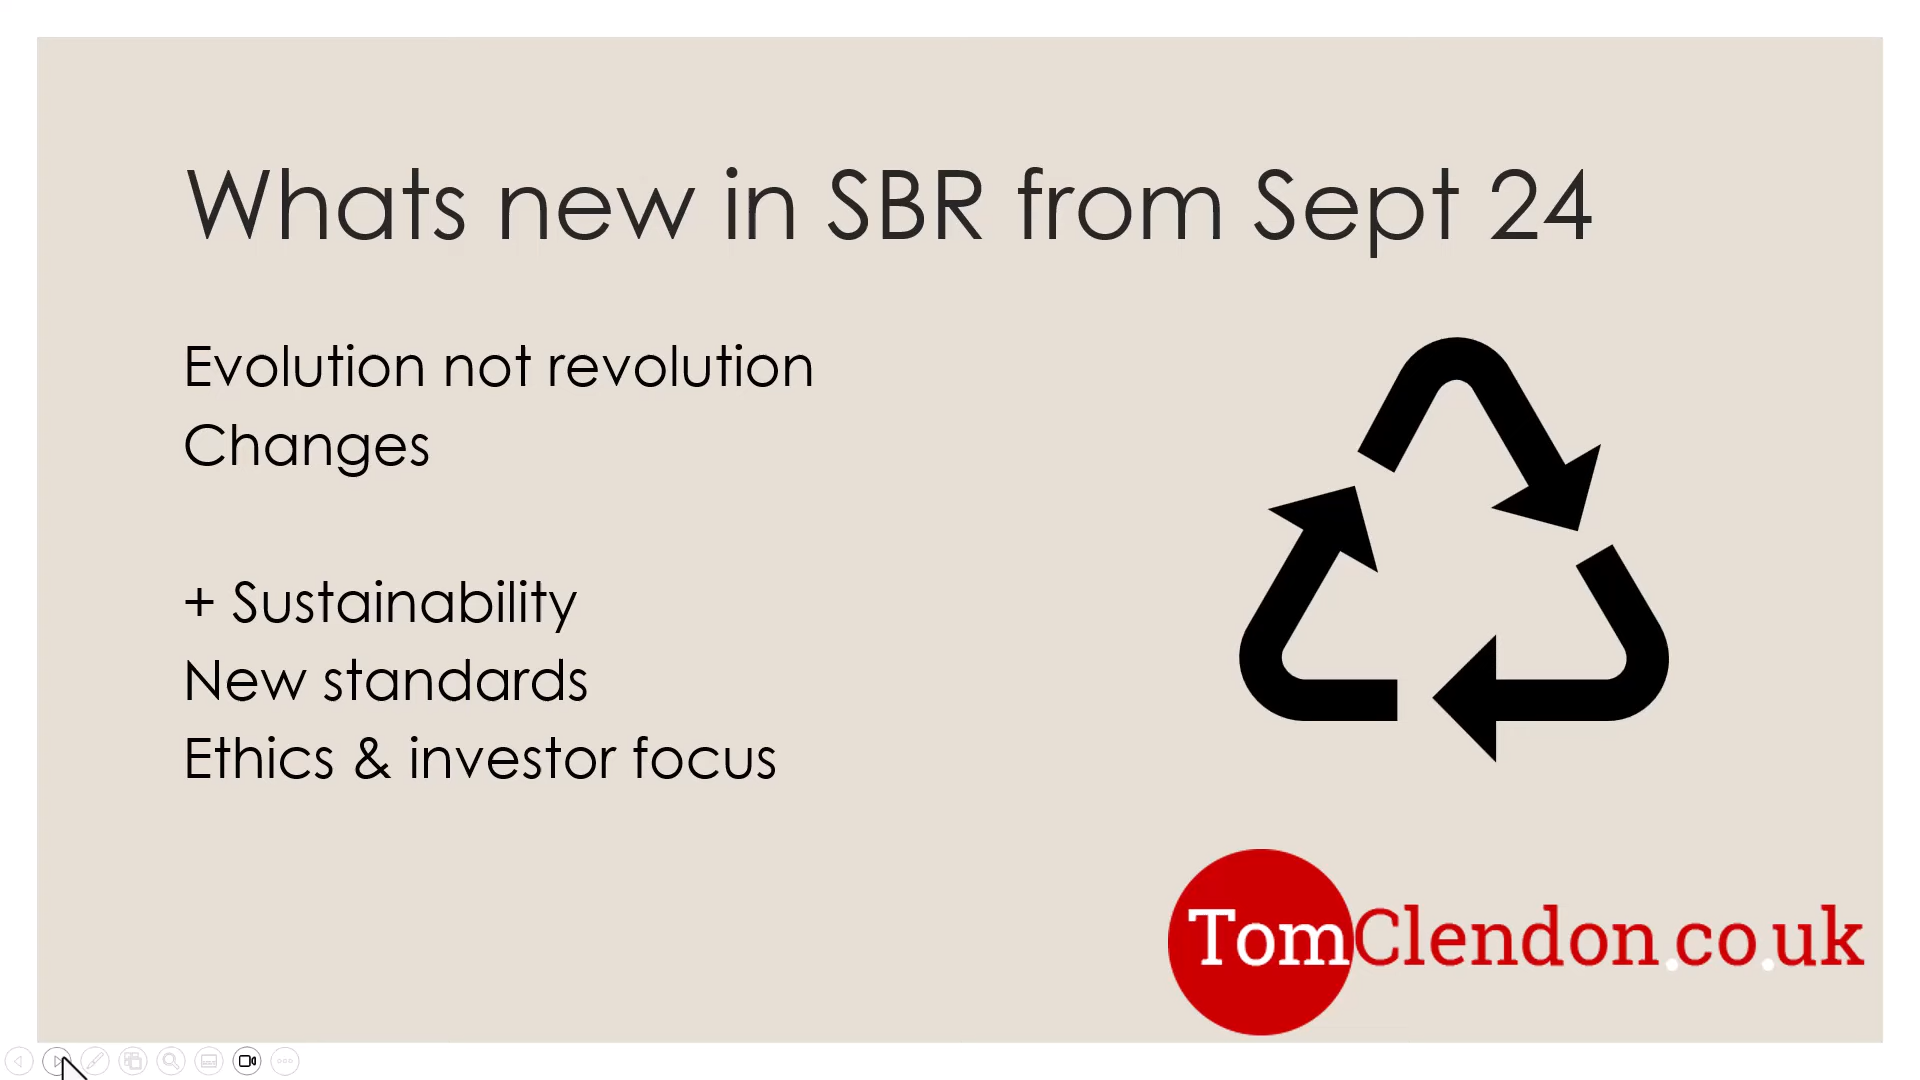 Whats new in SBR from Sept 24
Evolution not revolution
Changes
+ Sustainability
New standards
Ethics & investor focus
TomClendon.co.uk